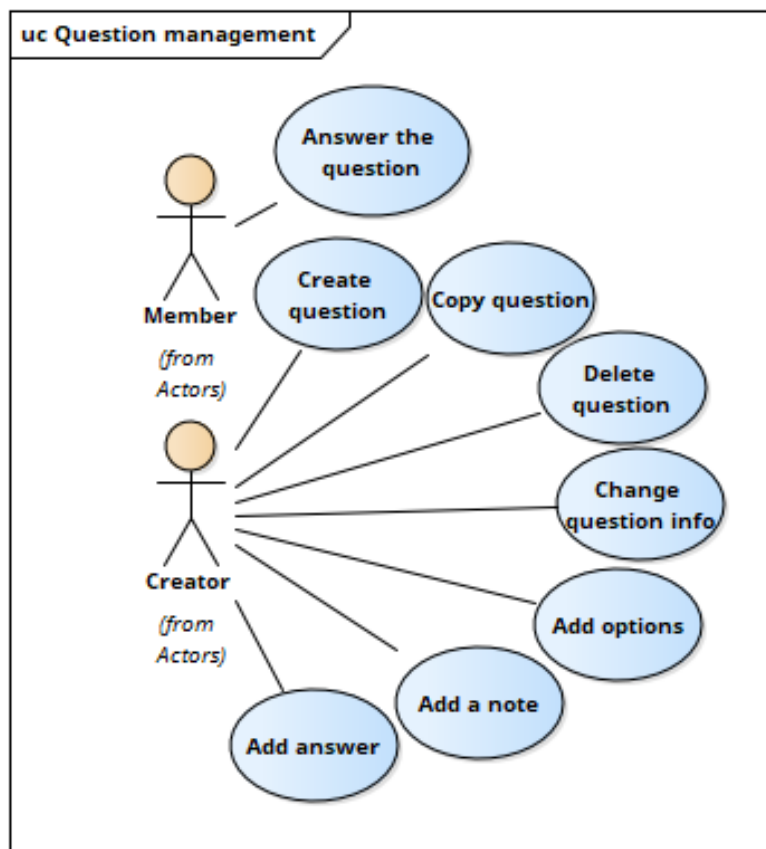 uc Question management
Answer the
question
Member
(from
Actors)
Create
question
Copy question
Delete
question
Change
question info
Creator
(from
Actors)
Add options
Add a note
Add answer